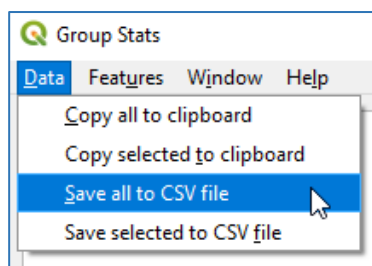 Group Stats
Data Features Window Help
Copy all to clipboard
Copy selected to clipboard
Save all to CSV file
Save selected to CSV file